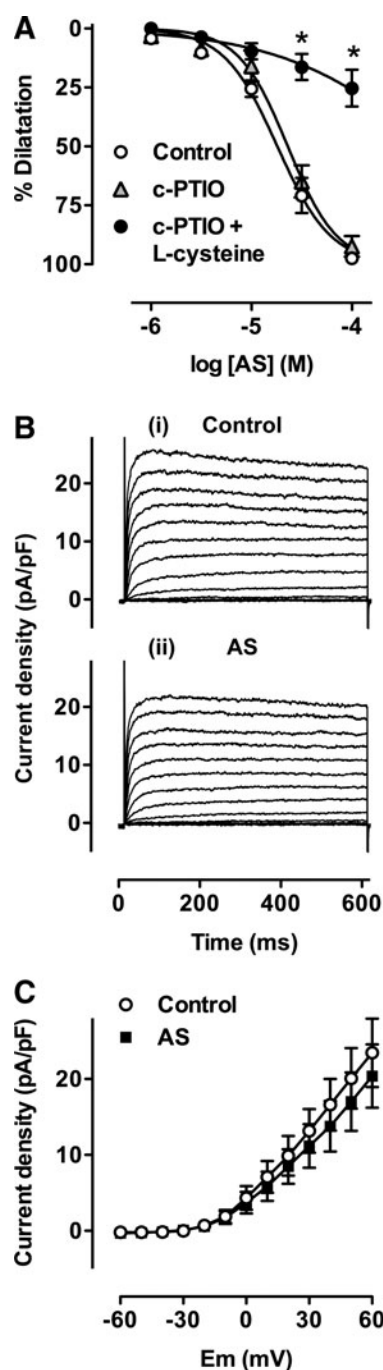 A
0
25
50
75
100
% Dilatation
* *
Control
c-PTIO
c-PTIO +
L-cysteine
-6 -5 -4
log [AS] (M)
B
(i) Control
20
10
0
(ii) AS
20
10
0
Current density (pA/pF)
0 200 400 600
Time (ms)
C
Control
AS
20
10
0
Current density (pA/pF)
-60 -30 0 30 60
Em (mV)